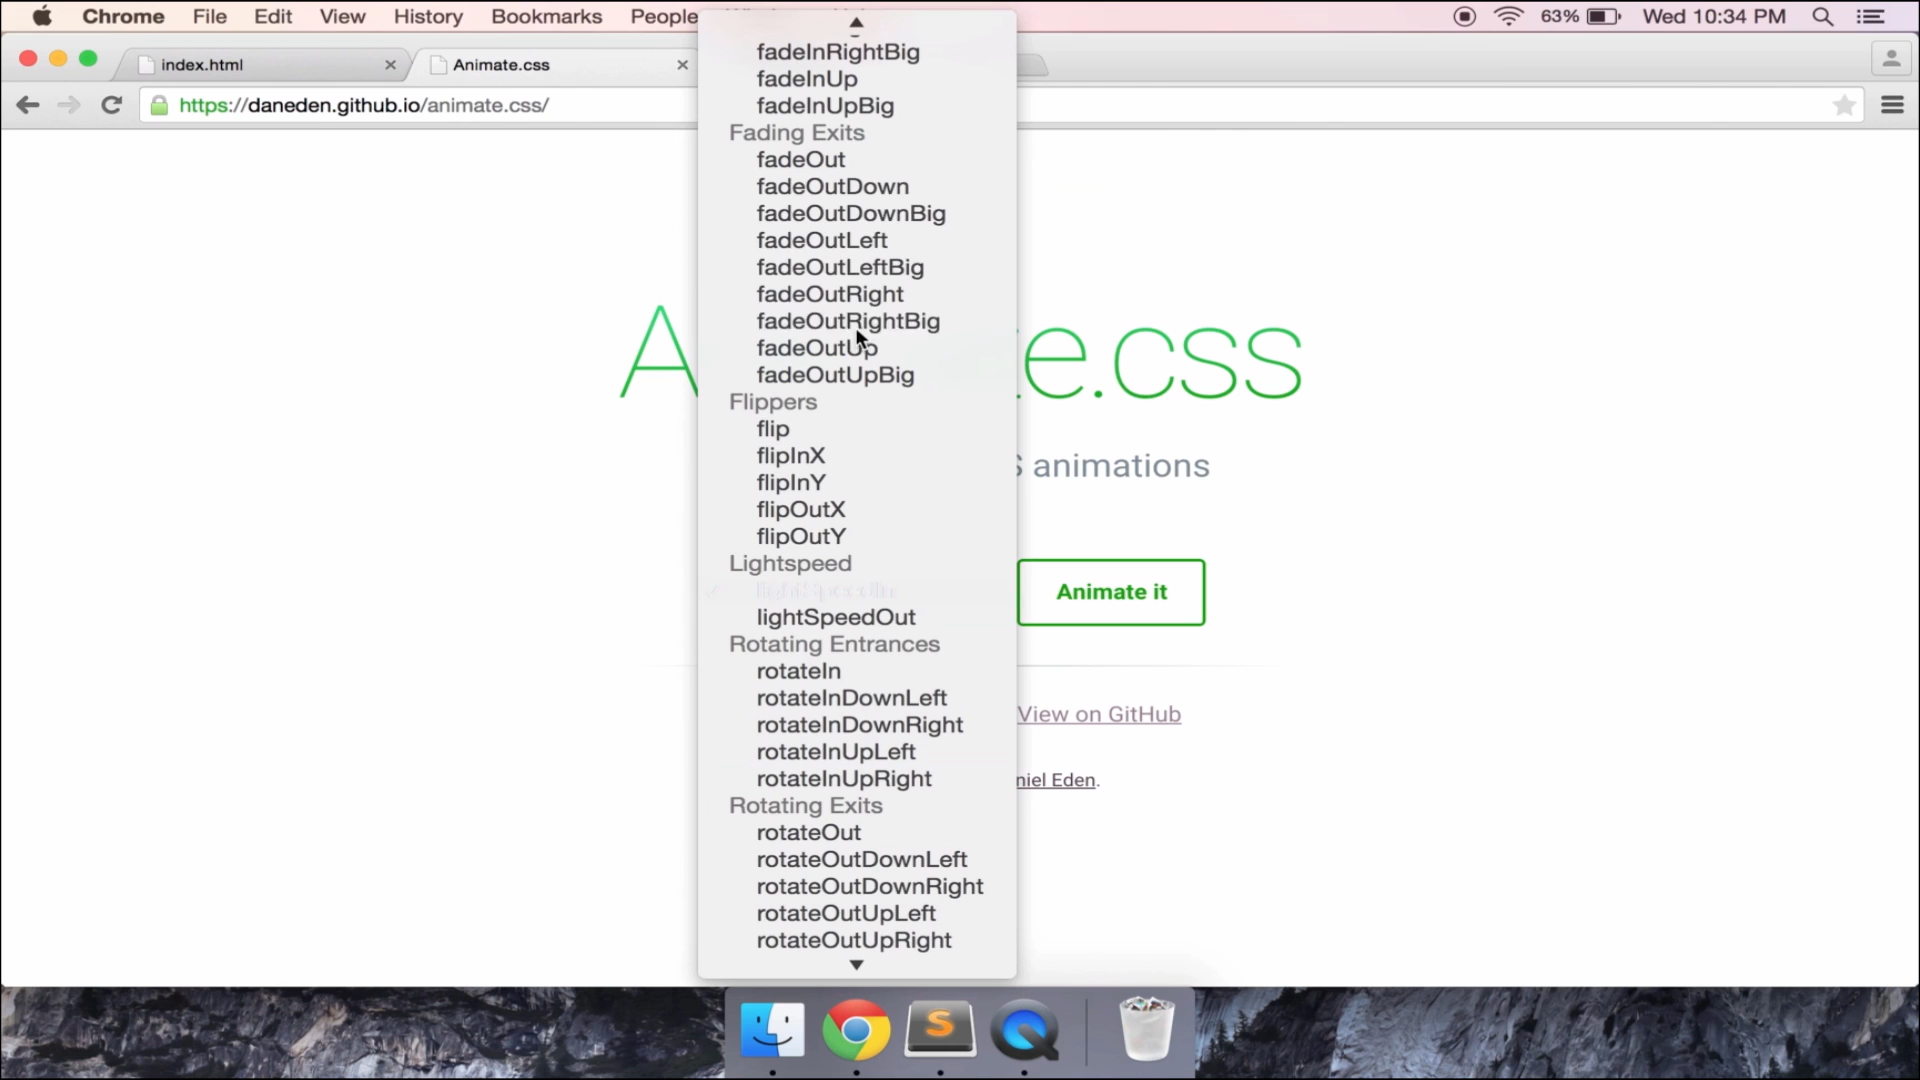 Chrome File Edit View History Bookmarks People
63% Wed 10:34 PM
index.html
Animate.css
https://daneden.github.io/animate.css/
fadeInRightBig
fadeInUp
fadeInUpBig
Fading Exits
fadeOut
fadeOutDown
fadeOutDownBig
fadeOutLeft
fadeOutLeftBig
fadeOutRight
fadeOutRightBig
fadeOutUp
fadeOutUpBig
Flippers
flip
flipInX
flipInY
flipOutX
flipOutY
Lightspeed
lightSpeedIn
lightSpeedOut
Rotating Entrances
rotateIn
rotateInDownLeft
rotateInDownRight
rotateInUpLeft
rotateInUpRight
Rotating Exits
rotateOut
rotateOutDownLeft
rotateOutDownRight
rotateOutUpLeft
rotateOutUpRight
A
e.css
S animations
Animate it
View on GitHub
niel Eden.